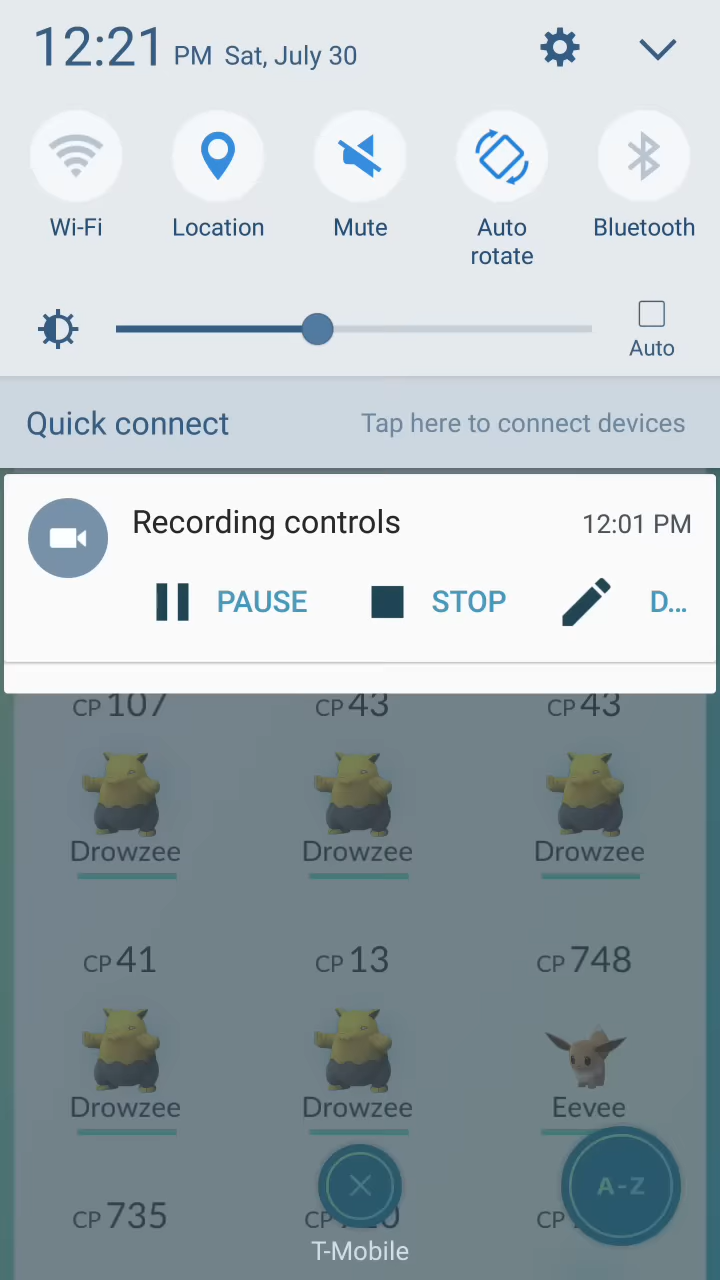 12:21 PM Sat, July 30
Wi-Fi
Location
Mute
Auto
rotate
Bluetooth
Auto
Quick connect
Tap here to connect devices
Recording controls
12:01 PM
PAUSE
STOP
D...
CP 107
CP 43
CP 43
Drowzee
Drowzee
Drowzee
CP 41
CP 13
CP 748
Drowzee
Drowzee
Eevee
A-Z
CP 735
CP
CP
T-Mobile